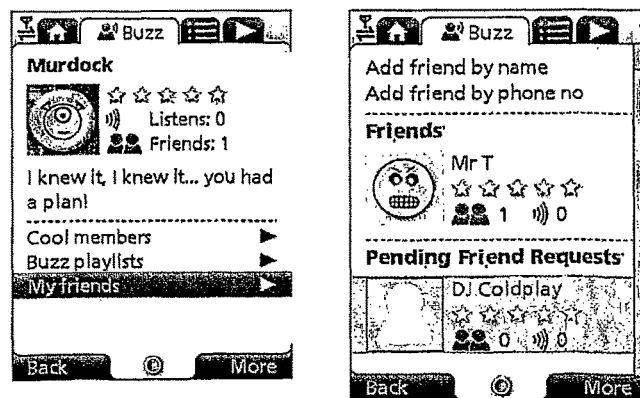 Buzz
Murdock
Listens: 0
Friends: 1
I knew it, I knew it... you had
a plan!
Cool members
Buzz playlists
My friends
Back
More
Buzz
Add friend by name
Add friend by phone no
Friends
Mr T
1 0
Pending Friend Requests
DJ Coldplay
0 0
Back
More